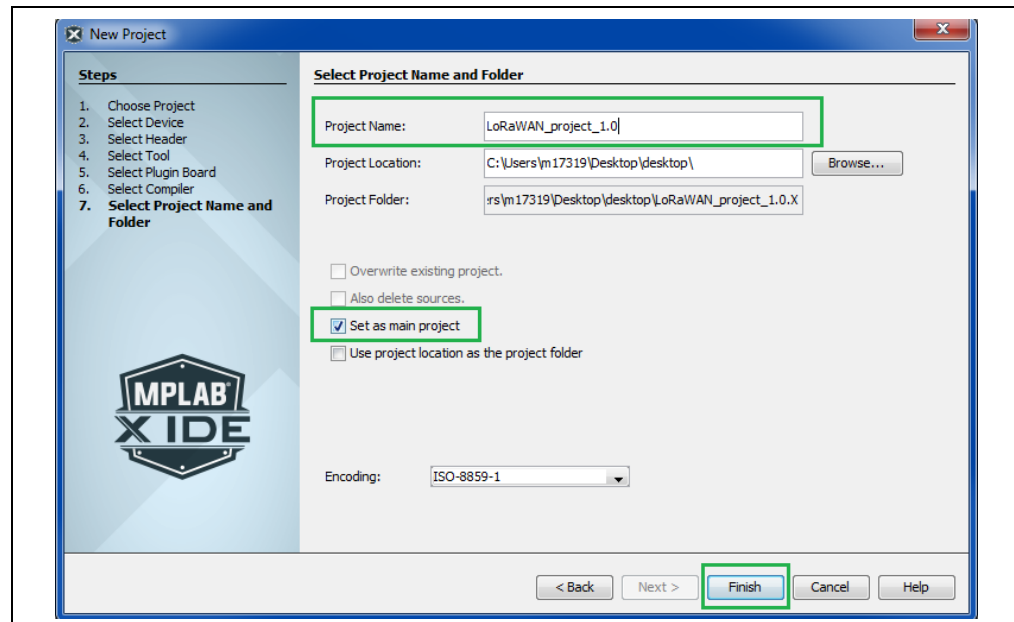 New Project
Steps
1. Choose Project
2. Select Device
3. Select Header
4. Select Tool
5. Select Plugin Board
6. Select Compiler
7. Select Project Name and
Folder
MPLAB
X IDE
Select Project Name and Folder
Project Name: LoRaWAN_project_1.0
Project Location: C:\Users\m17319\Desktop\desktop\ Browse...
Project Folder: rs\m17319\Desktop\desktop\LoRaWAN_project_1.0.X
Overwrite existing project.
Also delete sources.
Set as main project
Use project location as the project folder
Encoding: ISO-8859-1
< Back Next > Finish Cancel Help